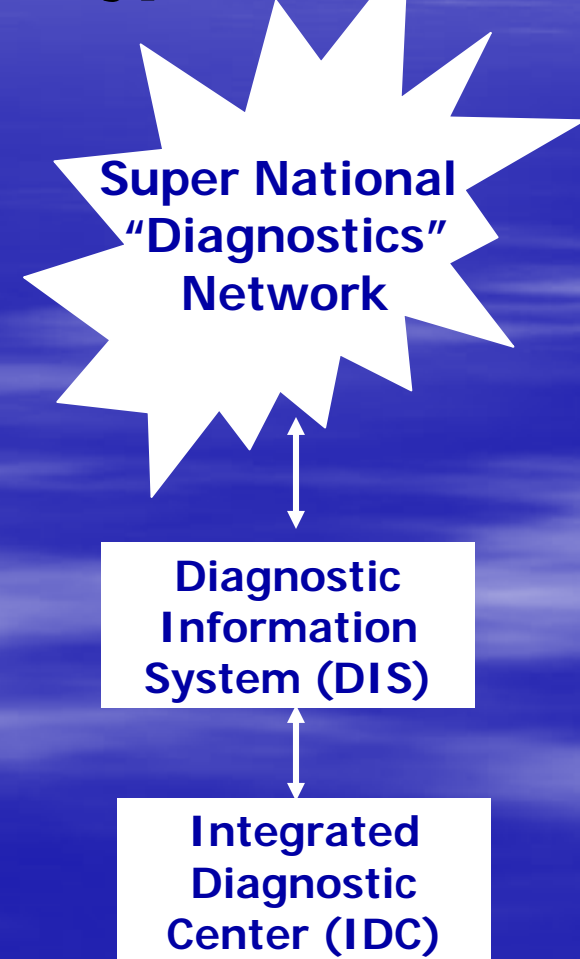 Super National
“Diagnostics”
Network
Diagnostic
Information
System (DIS)
Integrated
Diagnostic
Center (IDC)